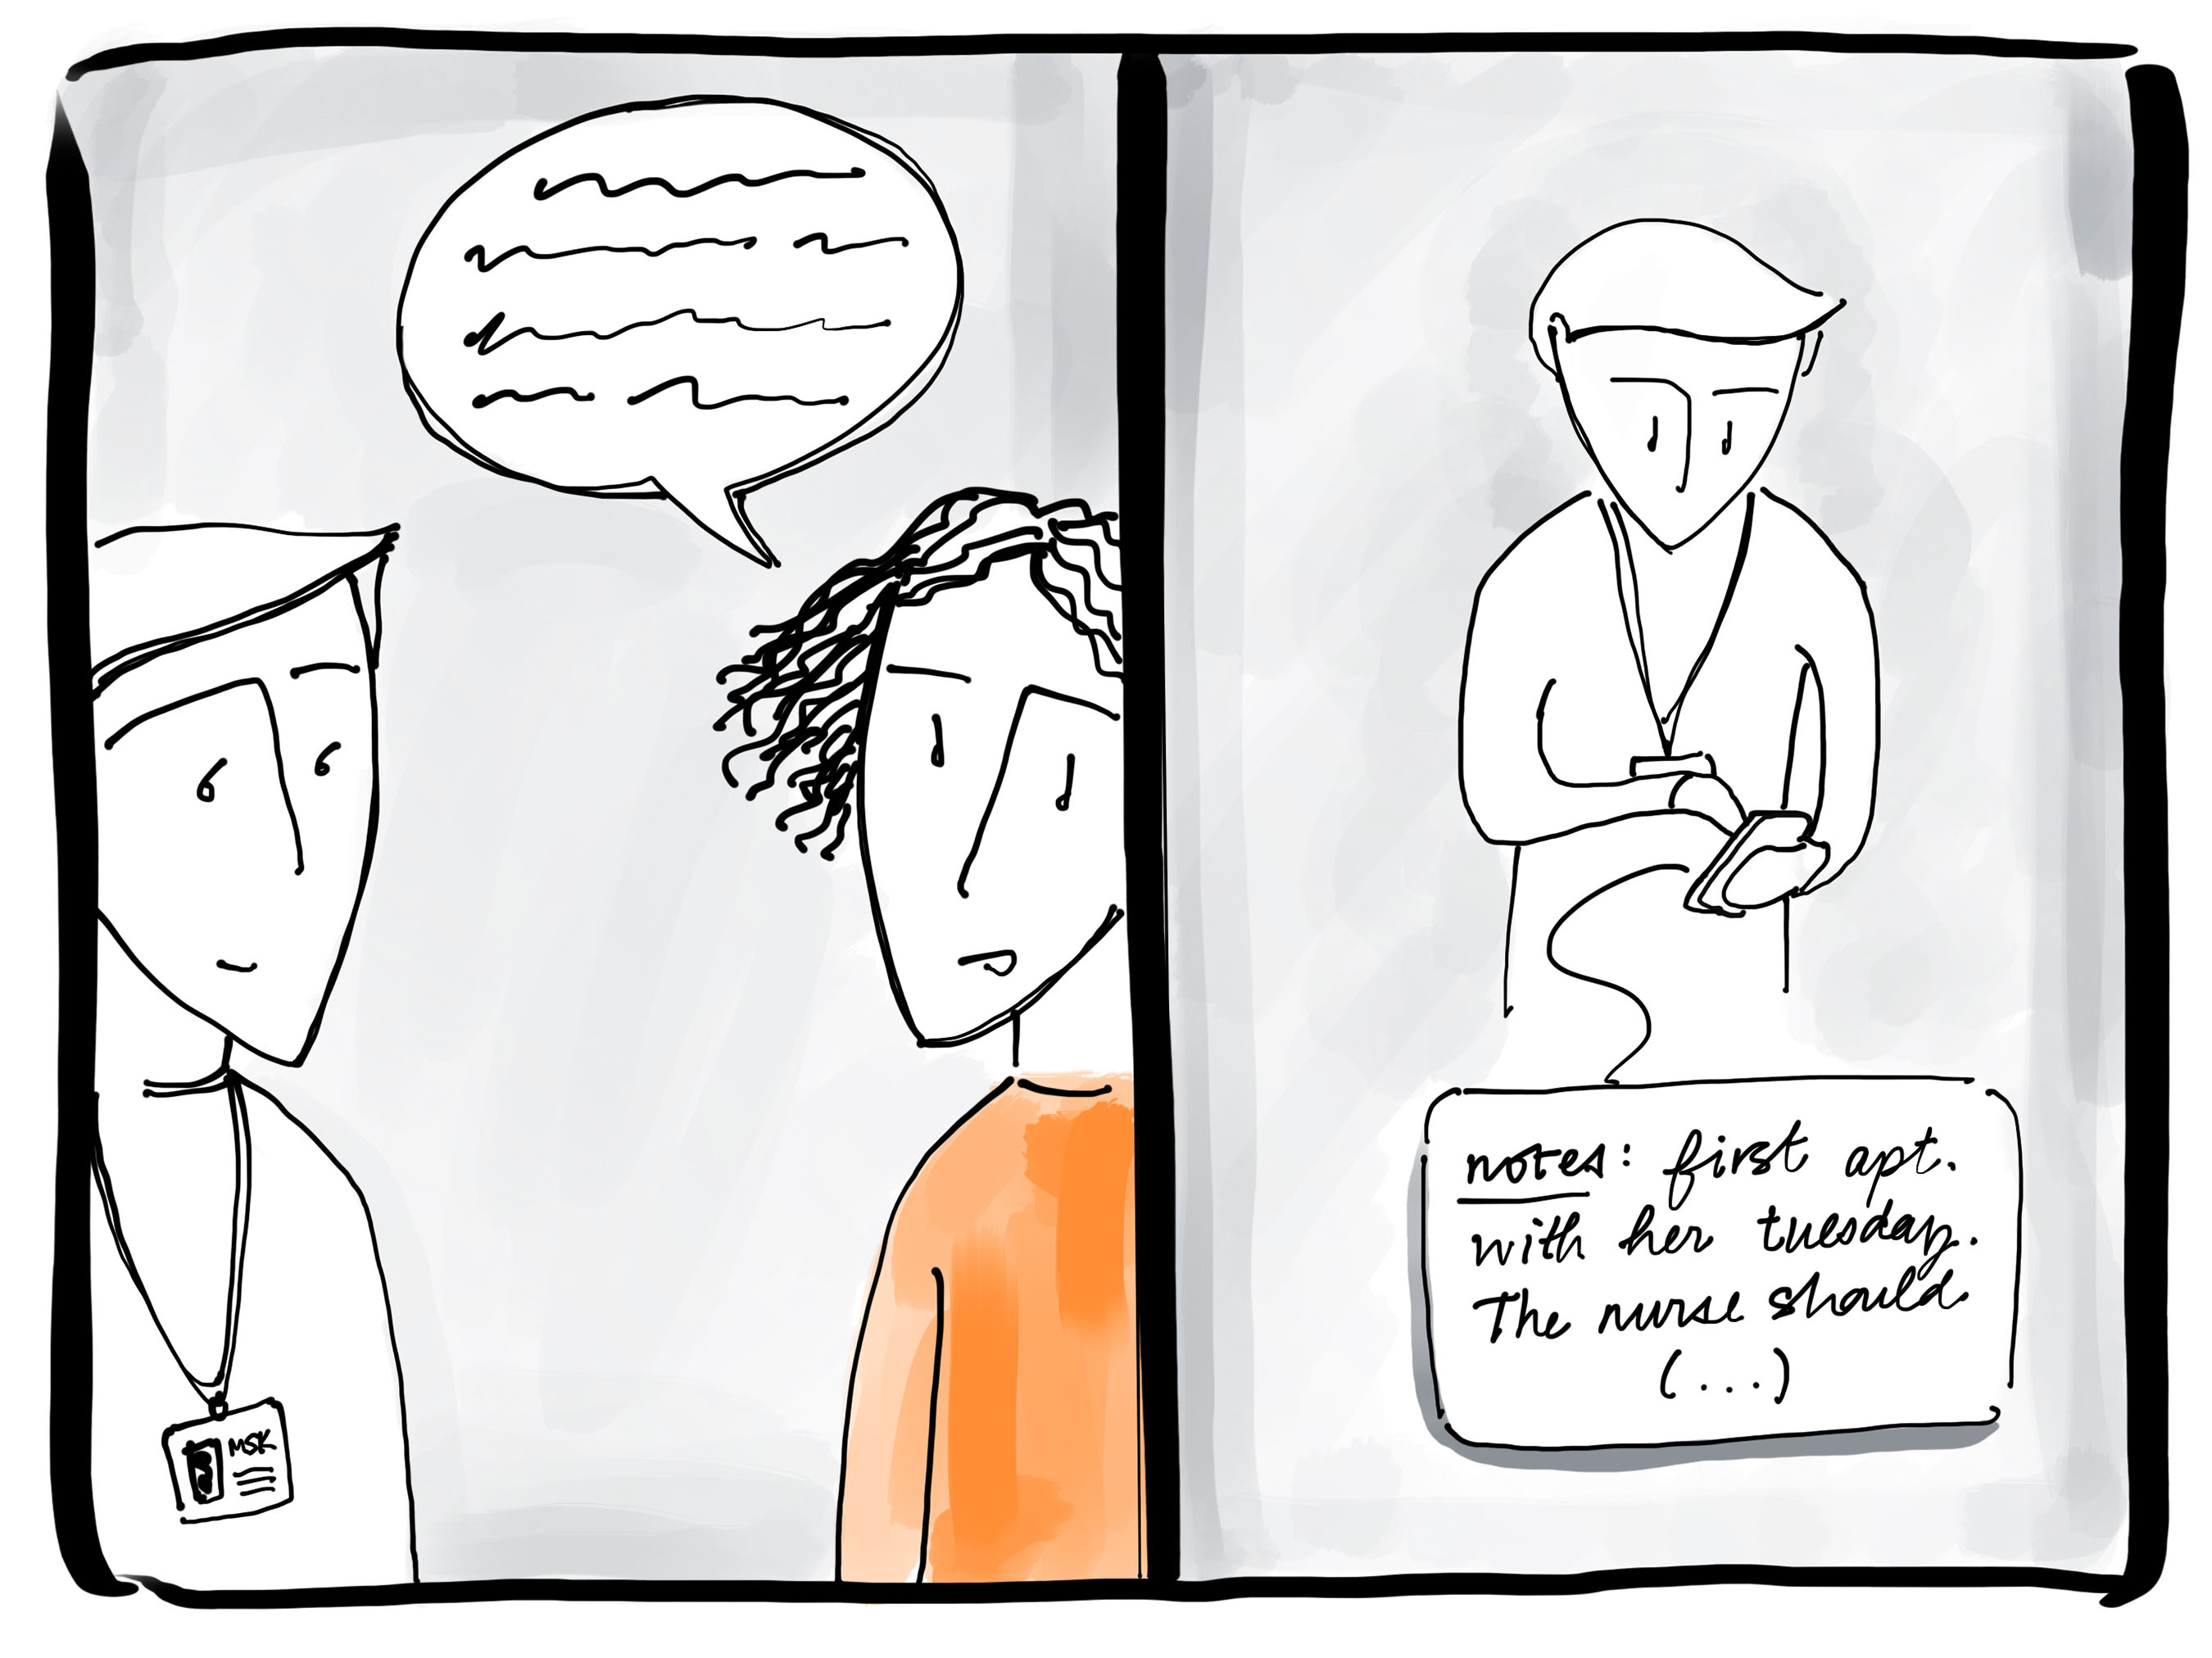 MSK
notes: first apt.
with her tuesday.
The nurse should
(...)